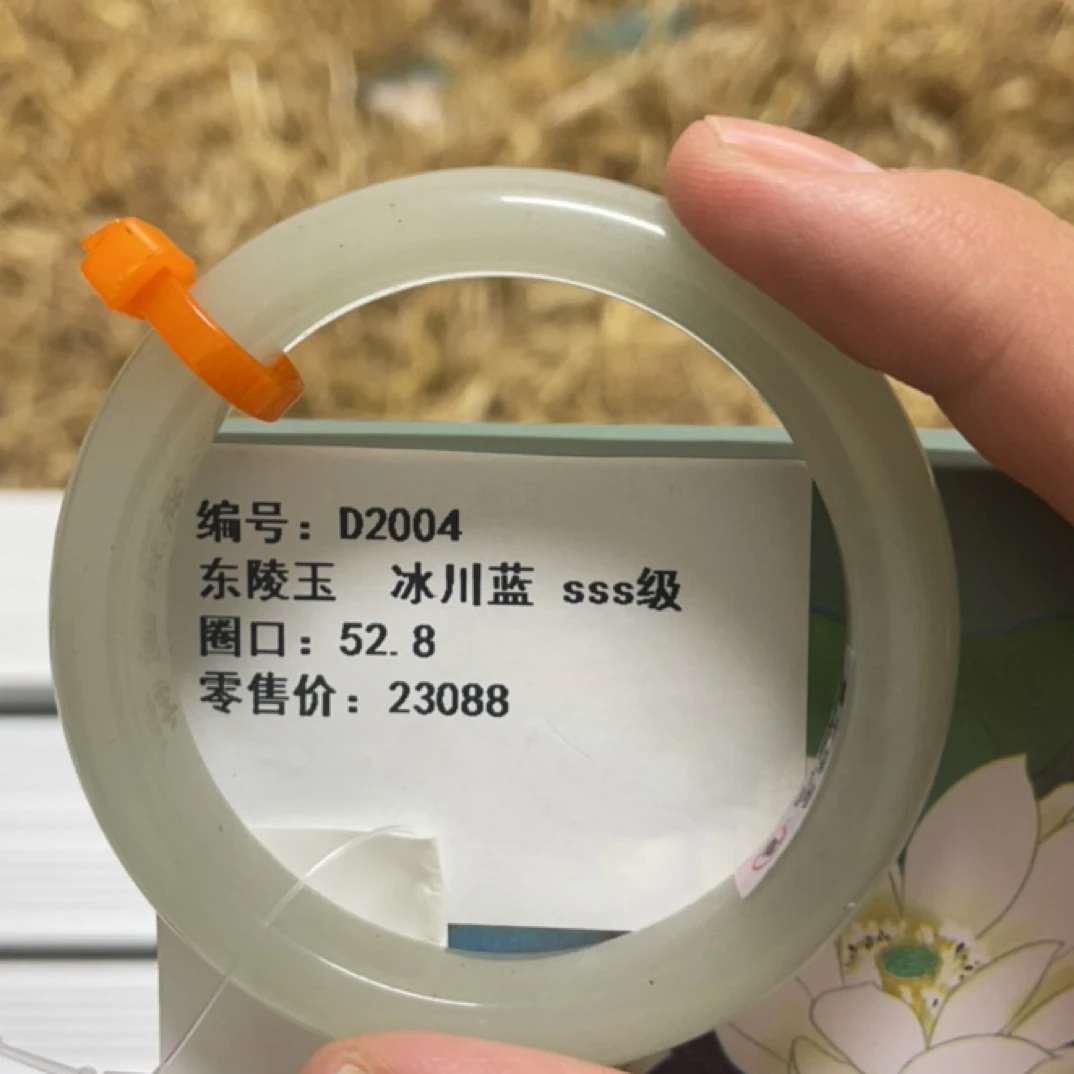 编号：D2004
东陵玉 冰川蓝 sss级
圈口：52.8
零售价：23088